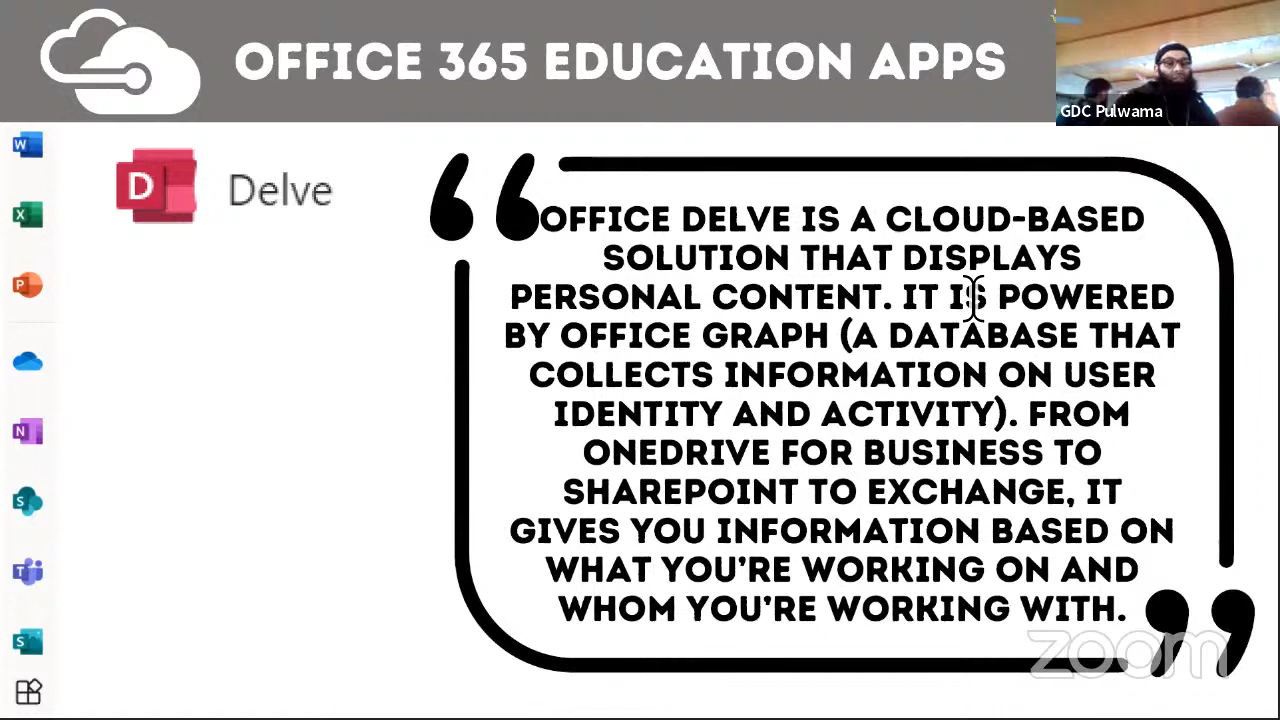 OFFICE 365 EDUCATION APPS
GDC Pulwama
W
X
P
N
S
T
S
D
Delve
“OFFICE DELVE IS A CLOUD-BASED
SOLUTION THAT DISPLAYS
PERSONAL CONTENT. IT IS POWERED
BY OFFICE GRAPH (A DATABASE THAT
COLLECTS INFORMATION ON USER
IDENTITY AND ACTIVITY). FROM
ONEDRIVE FOR BUSINESS TO
SHAREPOINT TO EXCHANGE, IT
GIVES YOU INFORMATION BASED ON
WHAT YOU’RE WORKING ON AND
WHOM YOU’RE WORKING WITH.”
zoom